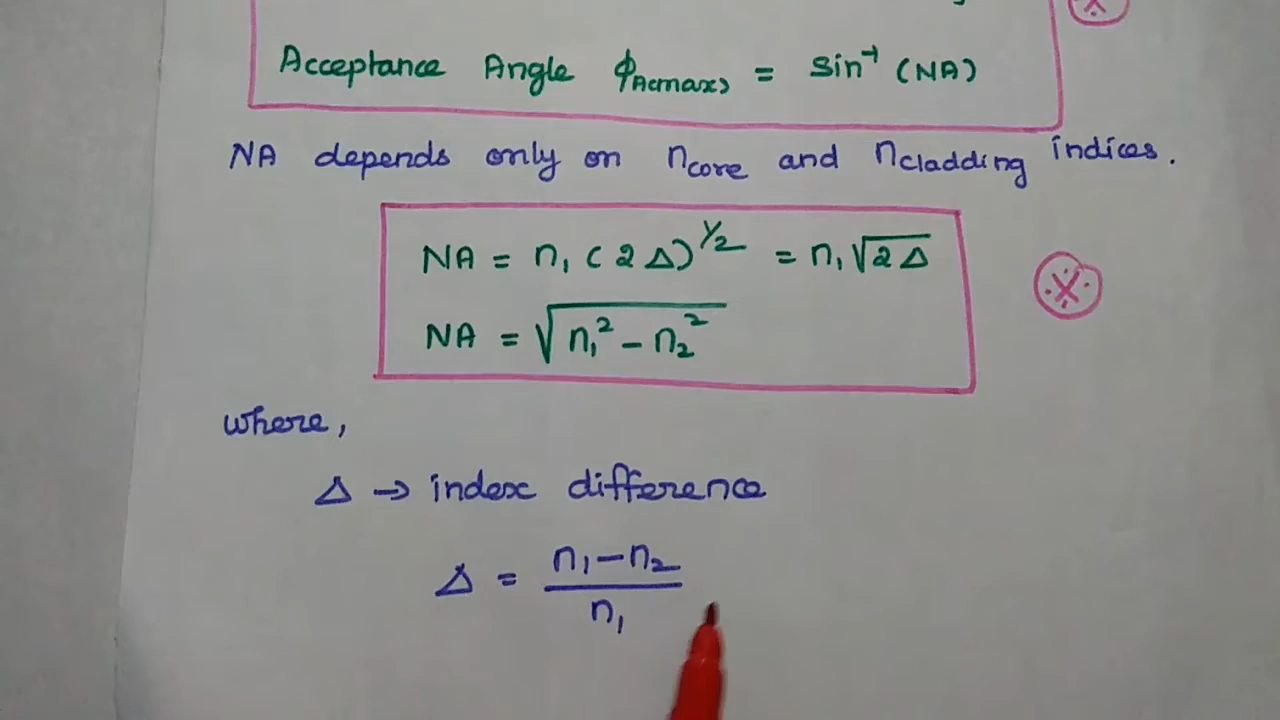 Acceptance Angle ϕA(max) = Sin⁻¹ (NA)
NA depends only on ncore and ncladding indices.
NA = n₁ (2Δ)^1/2 = n₁√2Δ
NA = √n₁² − n₂²
where,
Δ → index difference
Δ = n₁ − n₂ / n₁